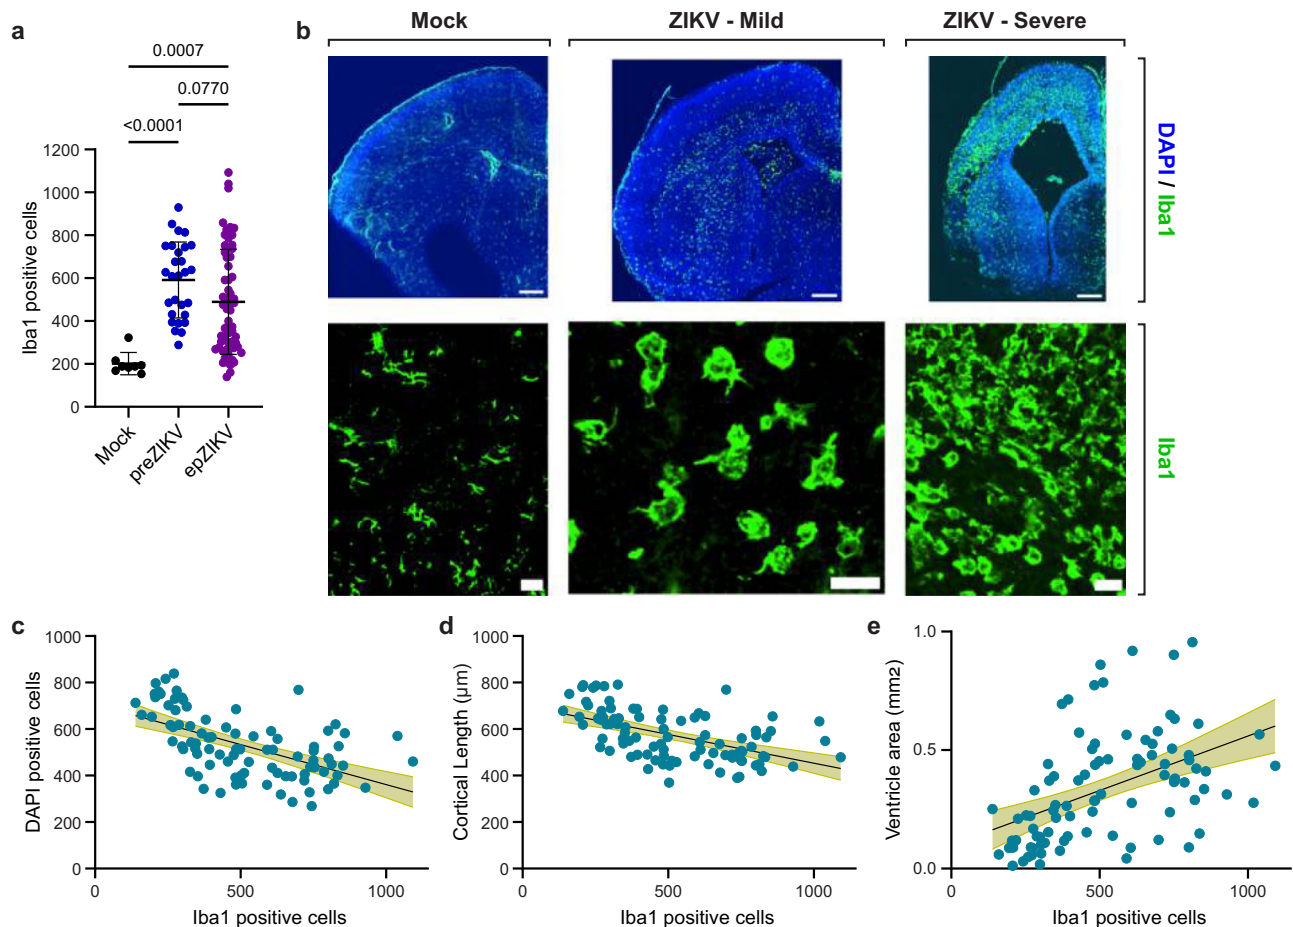 a
0.0007
0.0770
<0.0001
1200
1000
800
600
400
200
0
Iba1 positive cells
Mock
preZIKV
epZIKV
b
Mock
ZIKV - Mild
ZIKV - Severe
DAPI / Iba1
Iba1
c
1000
800
600
400
200
0
DAPI positive cells
0
500
1000
Iba1 positive cells
d
1000
800
600
400
200
0
Cortical Length (µm)
0
500
1000
Iba1 positive cells
e
1.0
0.5
0.0
Ventricle area (mm2)
0
500
1000
Iba1 positive cells